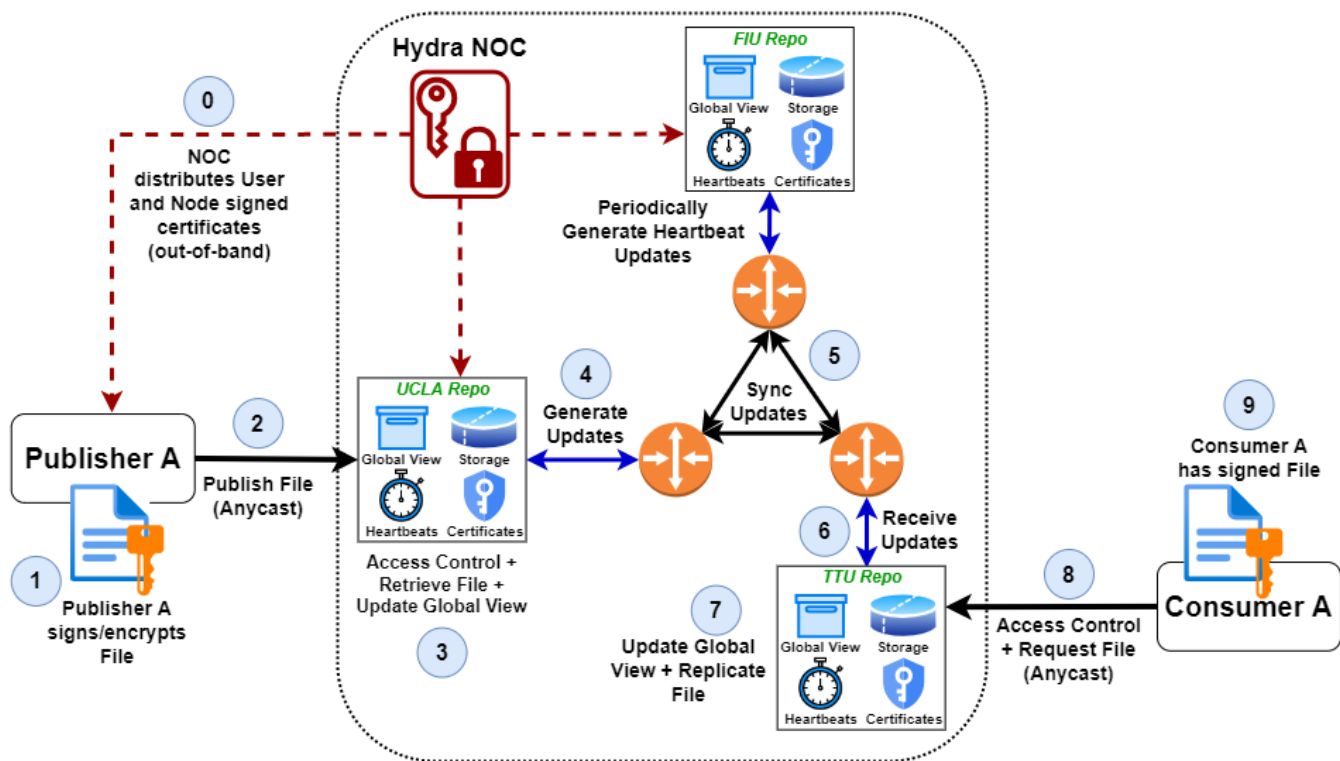 Hydra NOC
0
NOC
distributes User
and Node signed
certificates
(out-of-band)
FIU Repo
Global View
Storage
Heartbeats
Certificates
Periodically
Generate Heartbeat
Updates
Publisher A
1
Publisher A
signs/encrypts
File
2
Publish File
(Anycast)
UCLA Repo
Global View
Storage
Heartbeats
Certificates
Access Control +
Retrieve File +
Update Global View
3
4
Generate
Updates
5
Sync
Updates
6
Receive
Updates
TTU Repo
Global View
Storage
Heartbeats
Certificates
7
Update Global
View + Replicate
File
8
Access Control
+ Request File
(Anycast)
9
Consumer A
has signed File
Consumer A